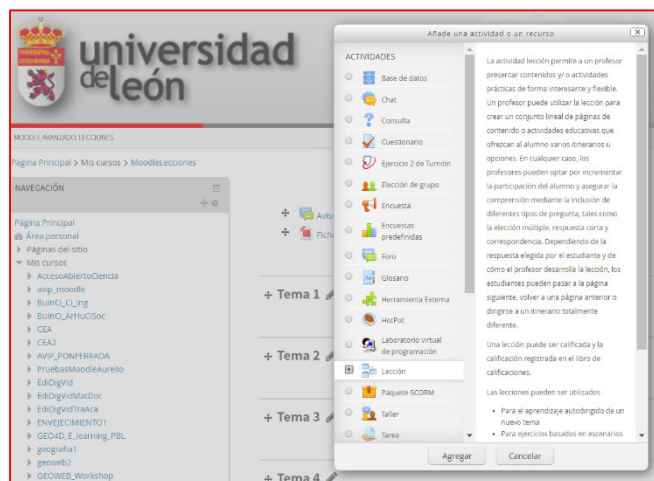 universidad
de león
MOODLE AVANZADO: LECCIONES
Página Principal > Mis cursos > MoodleLecciones
NAVEGACIÓN
Página Principal
Área personal
Páginas del sitio
Mis cursos
AccesoAbiertoCiencia
avip_moodle
BuinCi_Ci_Ing
BuinCi_ArHuCiSoc
CEA
CEA2
AVIP_PONFERRADA
PruebasMoodleAurelio
EdiDigVid
EdiDigVidMatDoc
EdiDigVidTraAca
ENVEJECIMIENTO1
GEO4D_E_learning_PBL
geografia1
geoweb2
GEOWEB_Workshop
Avis
Ficha
Tema 1
Tema 2
Tema 3
Tema 4
Añade una actividad o un recurso
ACTIVIDADES
Base de datos
Chat
Consulta
Cuestionario
Ejercicio 2 de Turnitin
Elección de grupo
Encuesta
Encuestas
predefinidas
Foro
Glosario
Herramienta Externa
HotPot
Laboratorio virtual
de programación
Lección
Paquete SCORM
Taller
Tarea
La actividad lección permite a un profesor
presentar contenidos y/ o actividades
prácticas de forma interesante y flexible.
Un profesor puede utilizar la lección para
crear un conjunto lineal de páginas de
contenido o actividades educativas que
ofrezcan al alumno varios itinerarios u
opciones. En cualquier caso, los
profesores pueden optar por incrementar
la participación del alumno y asegurar la
comprensión mediante la inclusión de
diferentes tipos de pregunta, tales como
la elección múltiple, respuesta corta y
correspondencia. Dependiendo de la
respuesta elegida por el estudiante y de
cómo el profesor desarrolla la lección, los
estudiantes pueden pasar a la página
siguiente, volver a una página anterior o
dirigirse a un itinerario totalmente
diferente.
Una lección puede ser calificada y la
calificación registrada en el libro de
calificaciones.
Las lecciones pueden ser utilizados
• Para el aprendizaje autodirigido de un
nuevo tema
• Para ejercicios basados en escenarios
Agregar
Cancelar